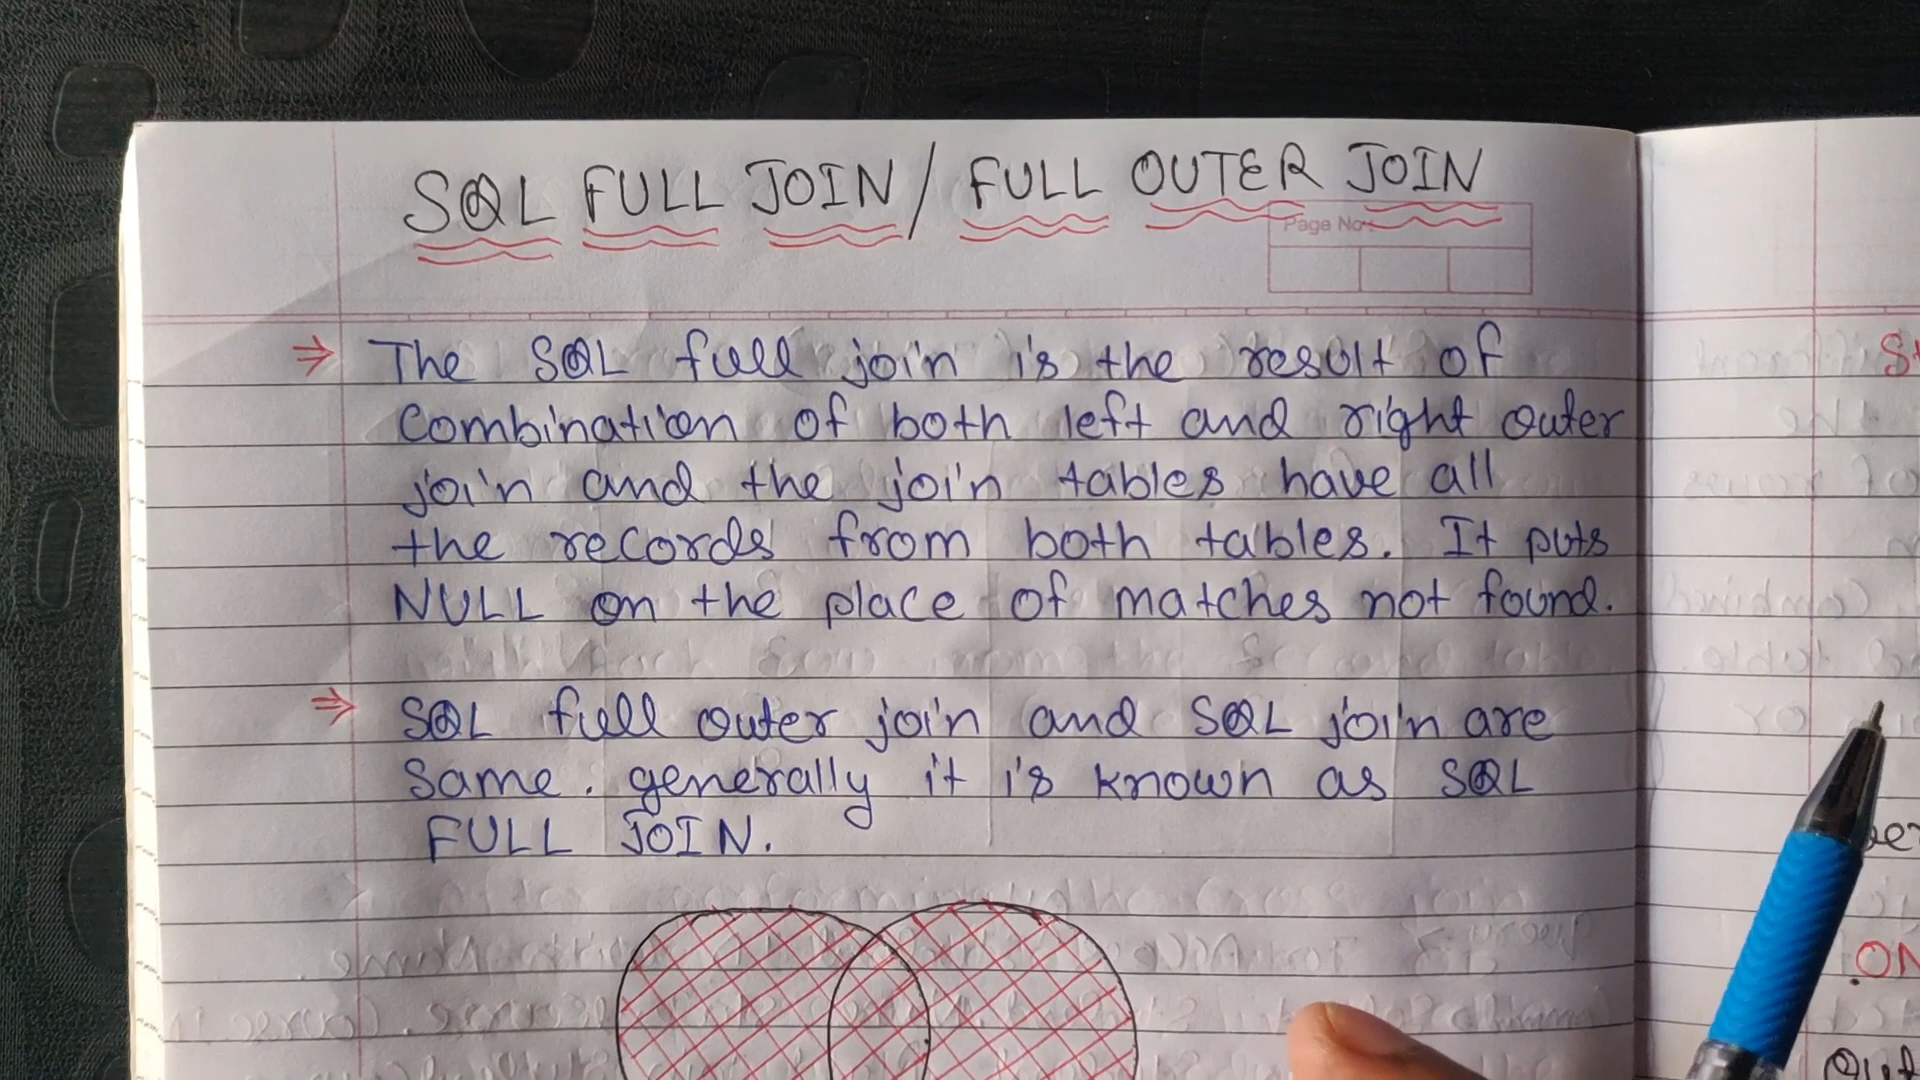 SQL FULL JOIN / FULL OUTER JOIN
Page No.
⇒ The SQL full join is the result of
combination of both left and right outer
join and the join tables have all
the records from both tables. It puts
NULL on the place of matches not found.
⇒ SQL full outer join and SQL join are
same. generally it is known as SQL
FULL JOIN.
ON